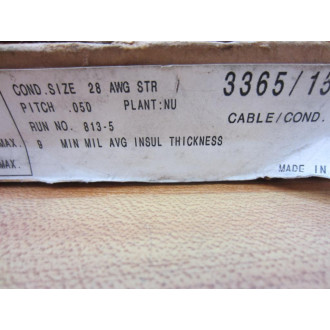 COND.SIZE 28 AWG STR /
3365/13
PITCH .050 PLANT:NU
CABLE/COND.
RUN NO. 813-5
MAX. 9 MIN MIL AVG INSUL THICKNESS
MAX.
MADE IN